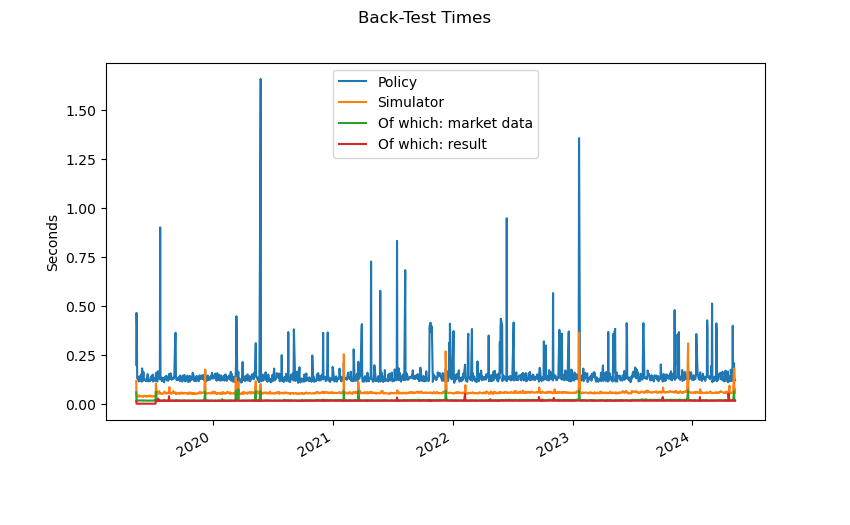 Back-Test Times
Policy
Simulator
Of which: market data
Of which: result
Seconds
1.50
1.25
1.00
0.75
0.50
0.25
0.00
2020
2021
2022
2023
2024